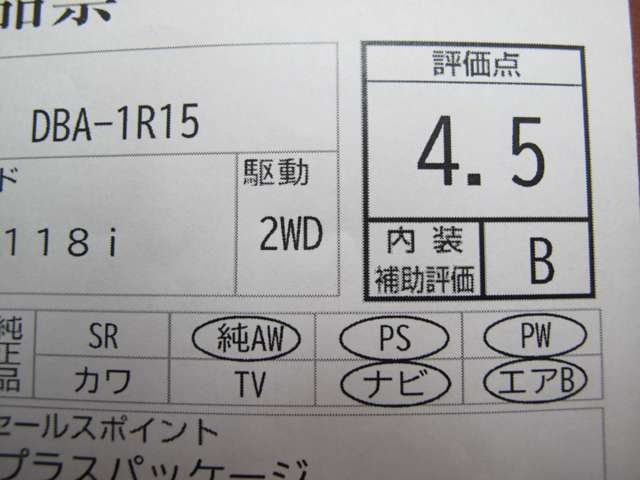 品票
評価点
DBA-1R15
4.5
ド
駆動
118i
2WD
内装
補助評価
B
純正品
SR
純AW
PS
PW
カワ
TV
ナビ
エアB
セールスポイント
プラスパッケージ